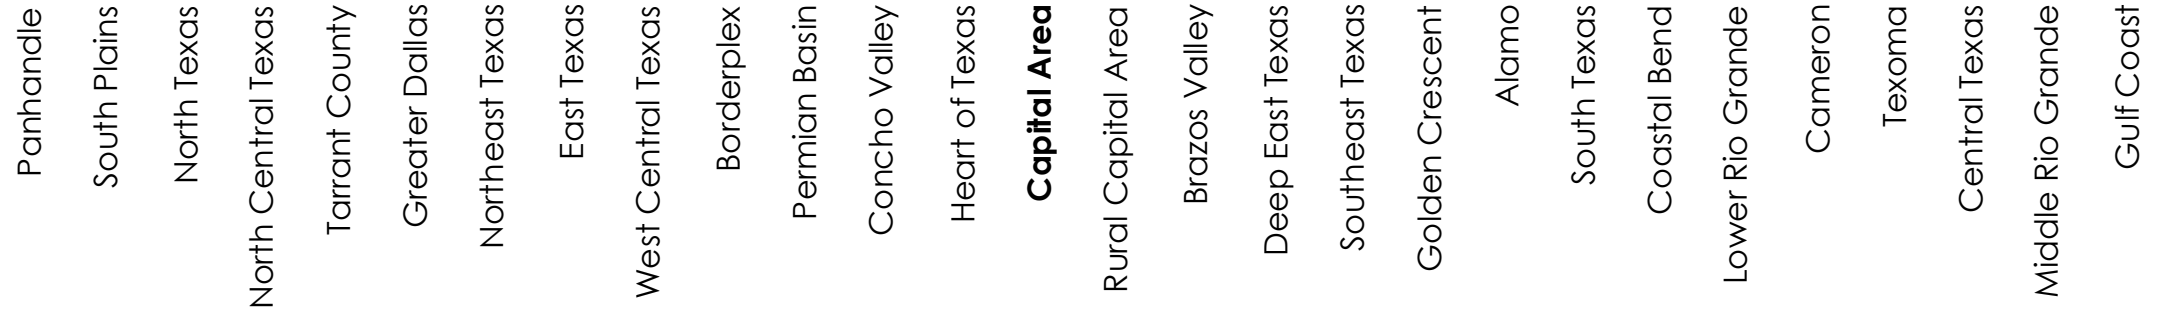 Panhandle
South Plains
North Texas
North Central Texas
Tarrant County
Greater Dallas
Northeast Texas
East Texas
West Central Texas
Borderplex
Permian Basin
Concho Valley
Heart of Texas
Capital Area
Rural Capital Area
Brazos Valley
Deep East Texas
Southeast Texas
Golden Crescent
Alamo
South Texas
Coastal Bend
Lower Rio Grande
Cameron
Texoma
Central Texas
Middle Rio Grande
Gulf Coast